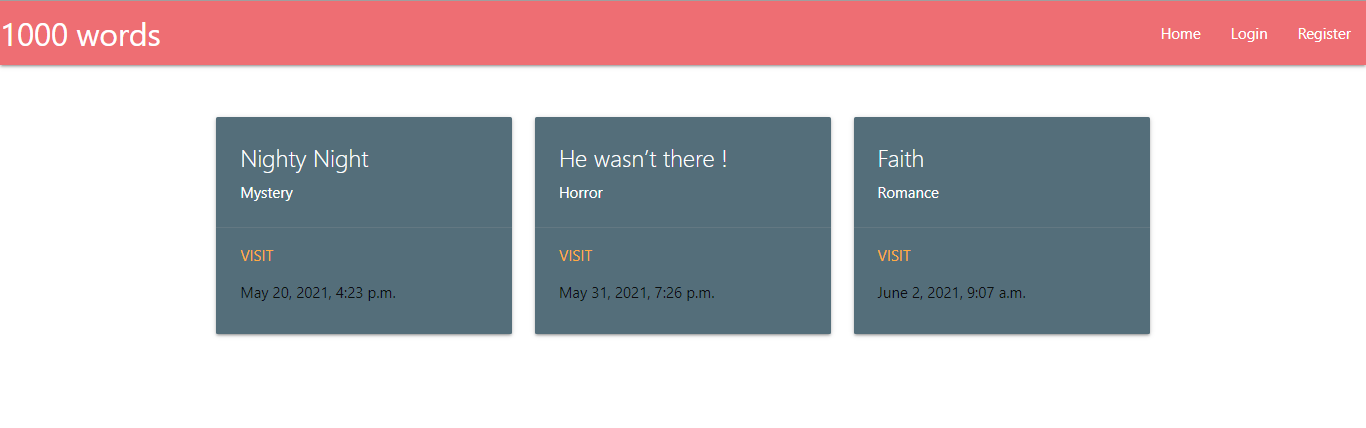 1000 words
Home Login Register
Nighty Night
Mystery
VISIT
May 20, 2021, 4:23 p.m.
He wasn’t there !
Horror
VISIT
May 31, 2021, 7:26 p.m.
Faith
Romance
VISIT
June 2, 2021, 9:07 a.m.